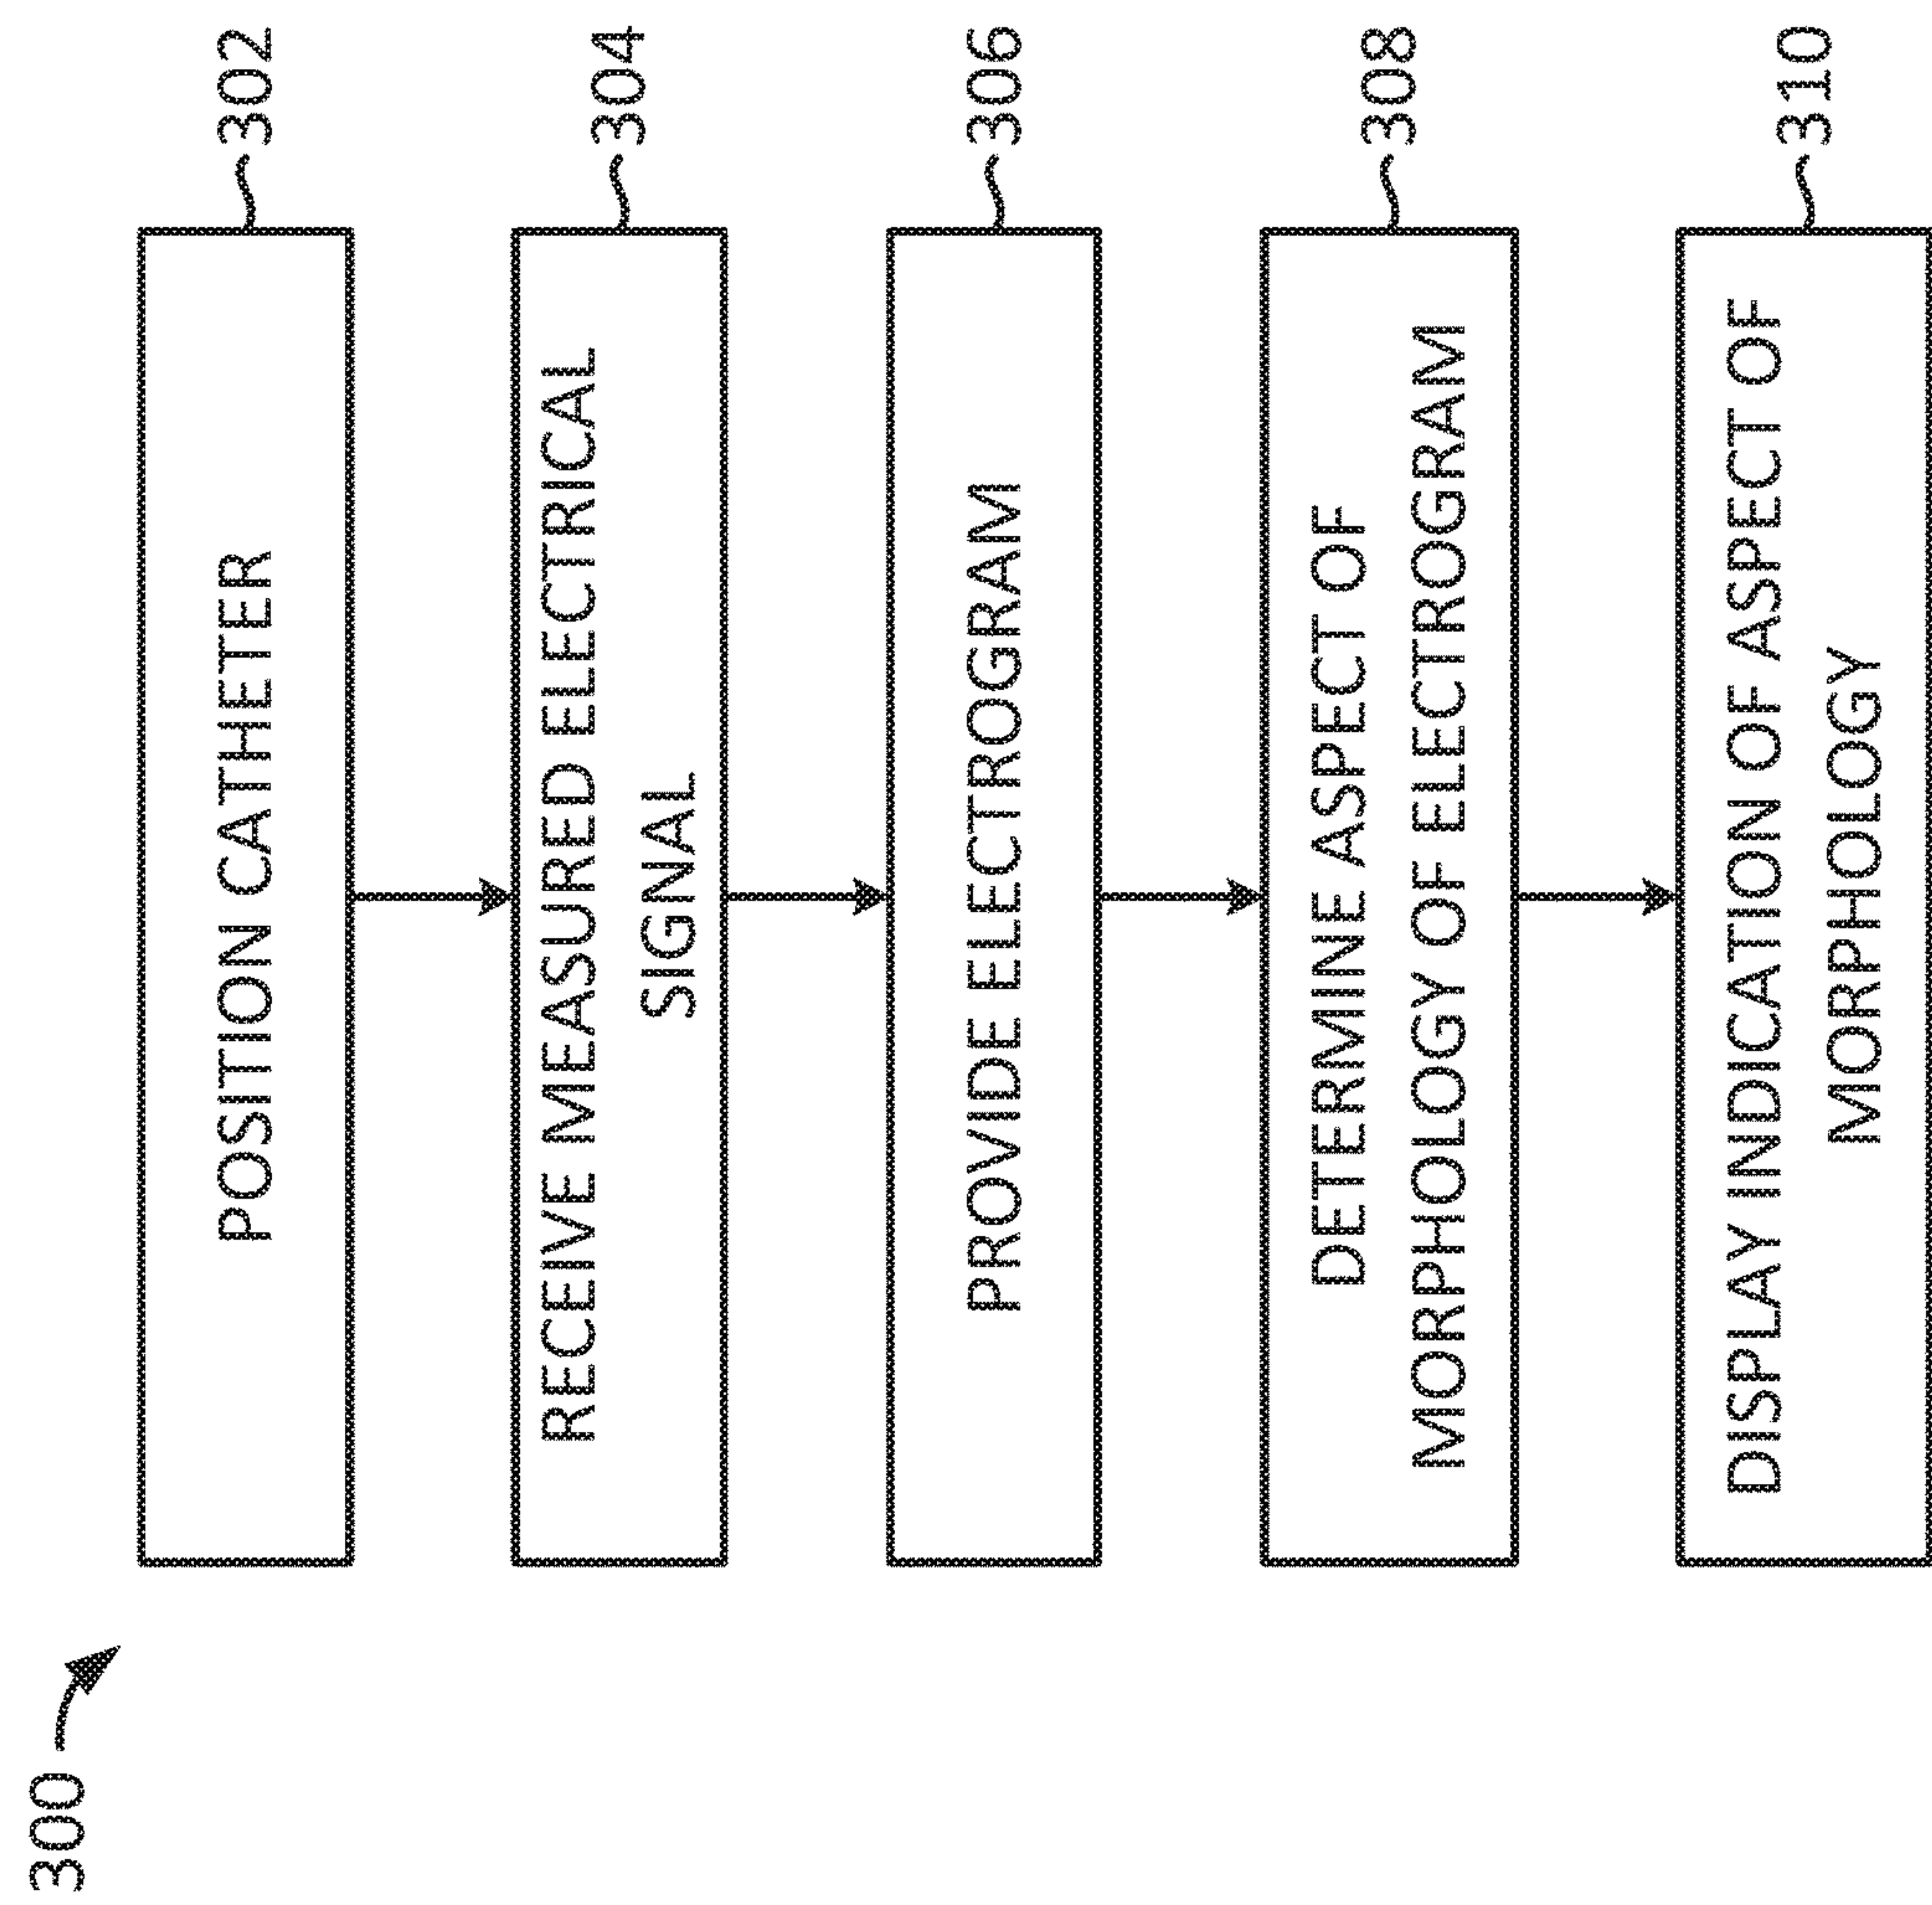 300
POSITION CATHETER
302
RECEIVE MEASURED ELECTRICAL
SIGNAL
304
PROVIDE ELECTROGRAM
306
DETERMINE ASPECT OF
MORPHOLOGY OF ELECTROGRAM
308
DISPLAY INDICATION OF ASPECT OF
MORPHOLOGY
310